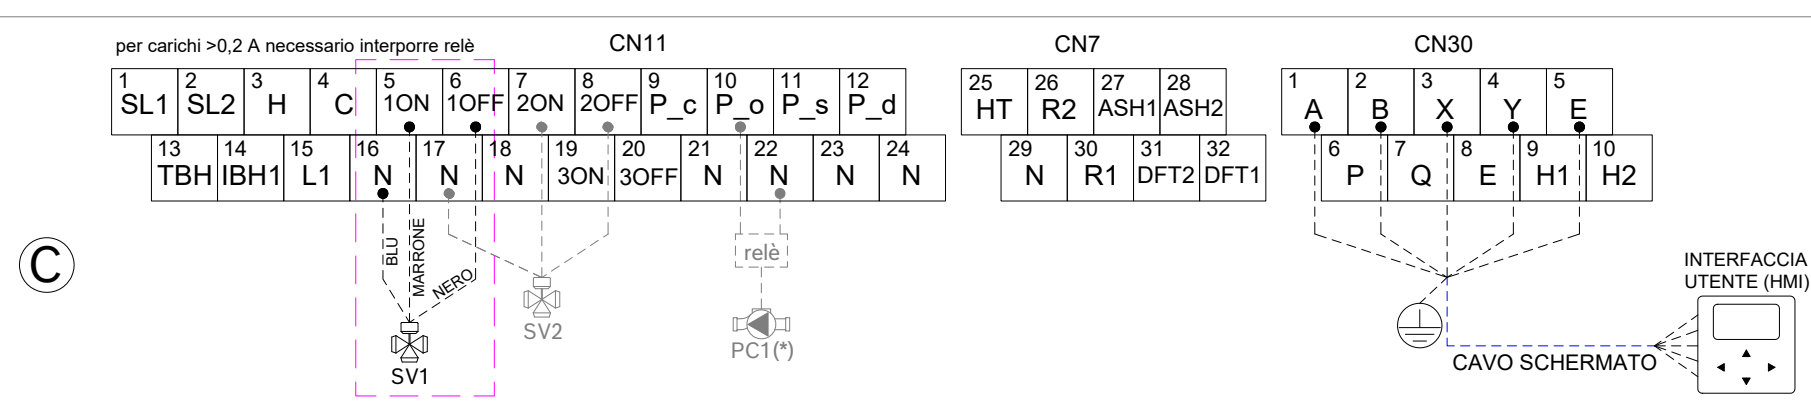 per carichi >0,2 A necessario interporre relè
CN11
CN7
CN30
1 SL1 2 SL2 3 H 4 C 5 1ON 6 1OFF 7 2ON 8 2OFF 9 P_c 10 P_o 11 P_s 12 P_d
13 TBH 14 IBH1 15 L1 16 N 17 N 18 N 19 3ON 20 3OFF 21 N 22 N 23 N 24 N
25 HT 26 R2 27 ASH1 28 ASH2
29 N 30 R1 31 DFT2 32 DFT1
1 A 2 B 3 X 4 Y 5 E
6 P 7 Q 8 E 9 H1 10 H2
C
BLU
MARRONE
NERO
SV1
SV2
relè
PC1(*)
INTERFACCIA
UTENTE (HMI)
CAVO SCHERMATO